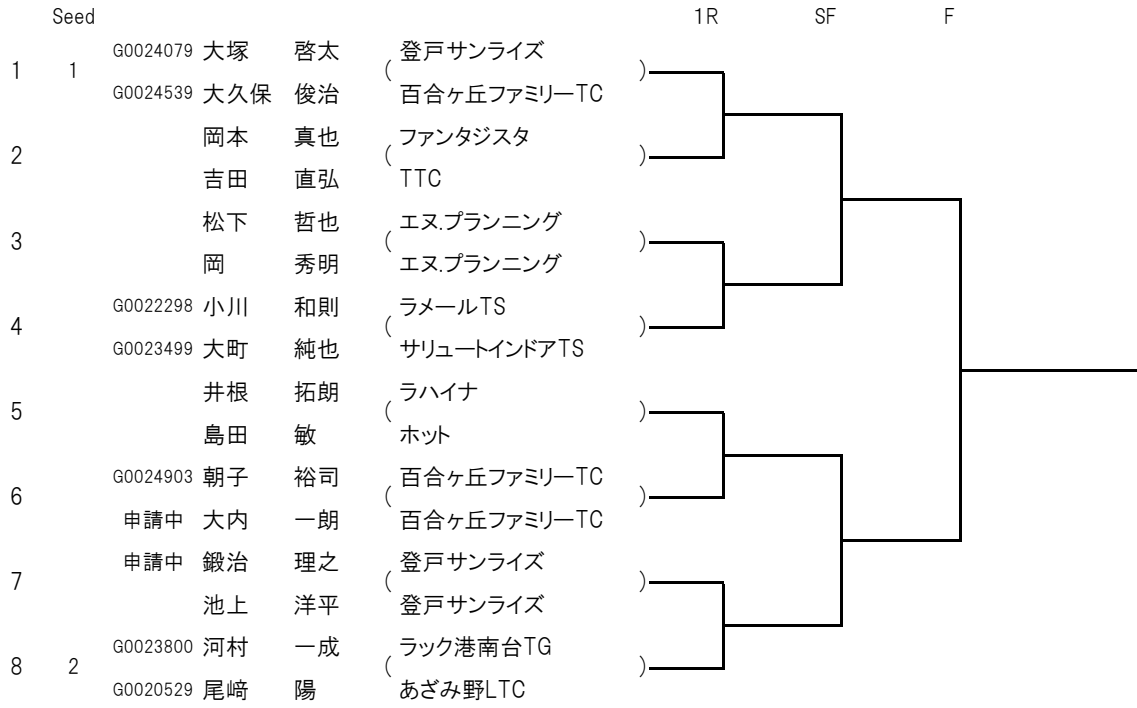 Seed 1R SF F
G0024079 大塚 啓太 登戸サンライズ
1 1 ( )
G0024539 大久保 俊治 百合ヶ丘ファミリーTC
岡本 真也 ファンタジスタ
2 ( )
吉田 直弘 TTC
松下 哲也 エヌ.プランニング
3 ( )
岡 秀明 エヌ.プランニング
G0022298 小川 和則 ラメールTS
4 ( )
G0023499 大町 純也 サリュートインドアTS
井根 拓朗 ラハイナ
5 ( )
島田 敏 ホット
G0024903 朝子 裕司 百合ヶ丘ファミリーTC
6 ( )
申請中 大内 一朗 百合ヶ丘ファミリーTC
申請中 鍛治 理之 登戸サンライズ
7 ( )
池上 洋平 登戸サンライズ
G0023800 河村 一成 ラック港南台TG
8 2 ( )
G0020529 尾﨑 陽 あざみ野LTC